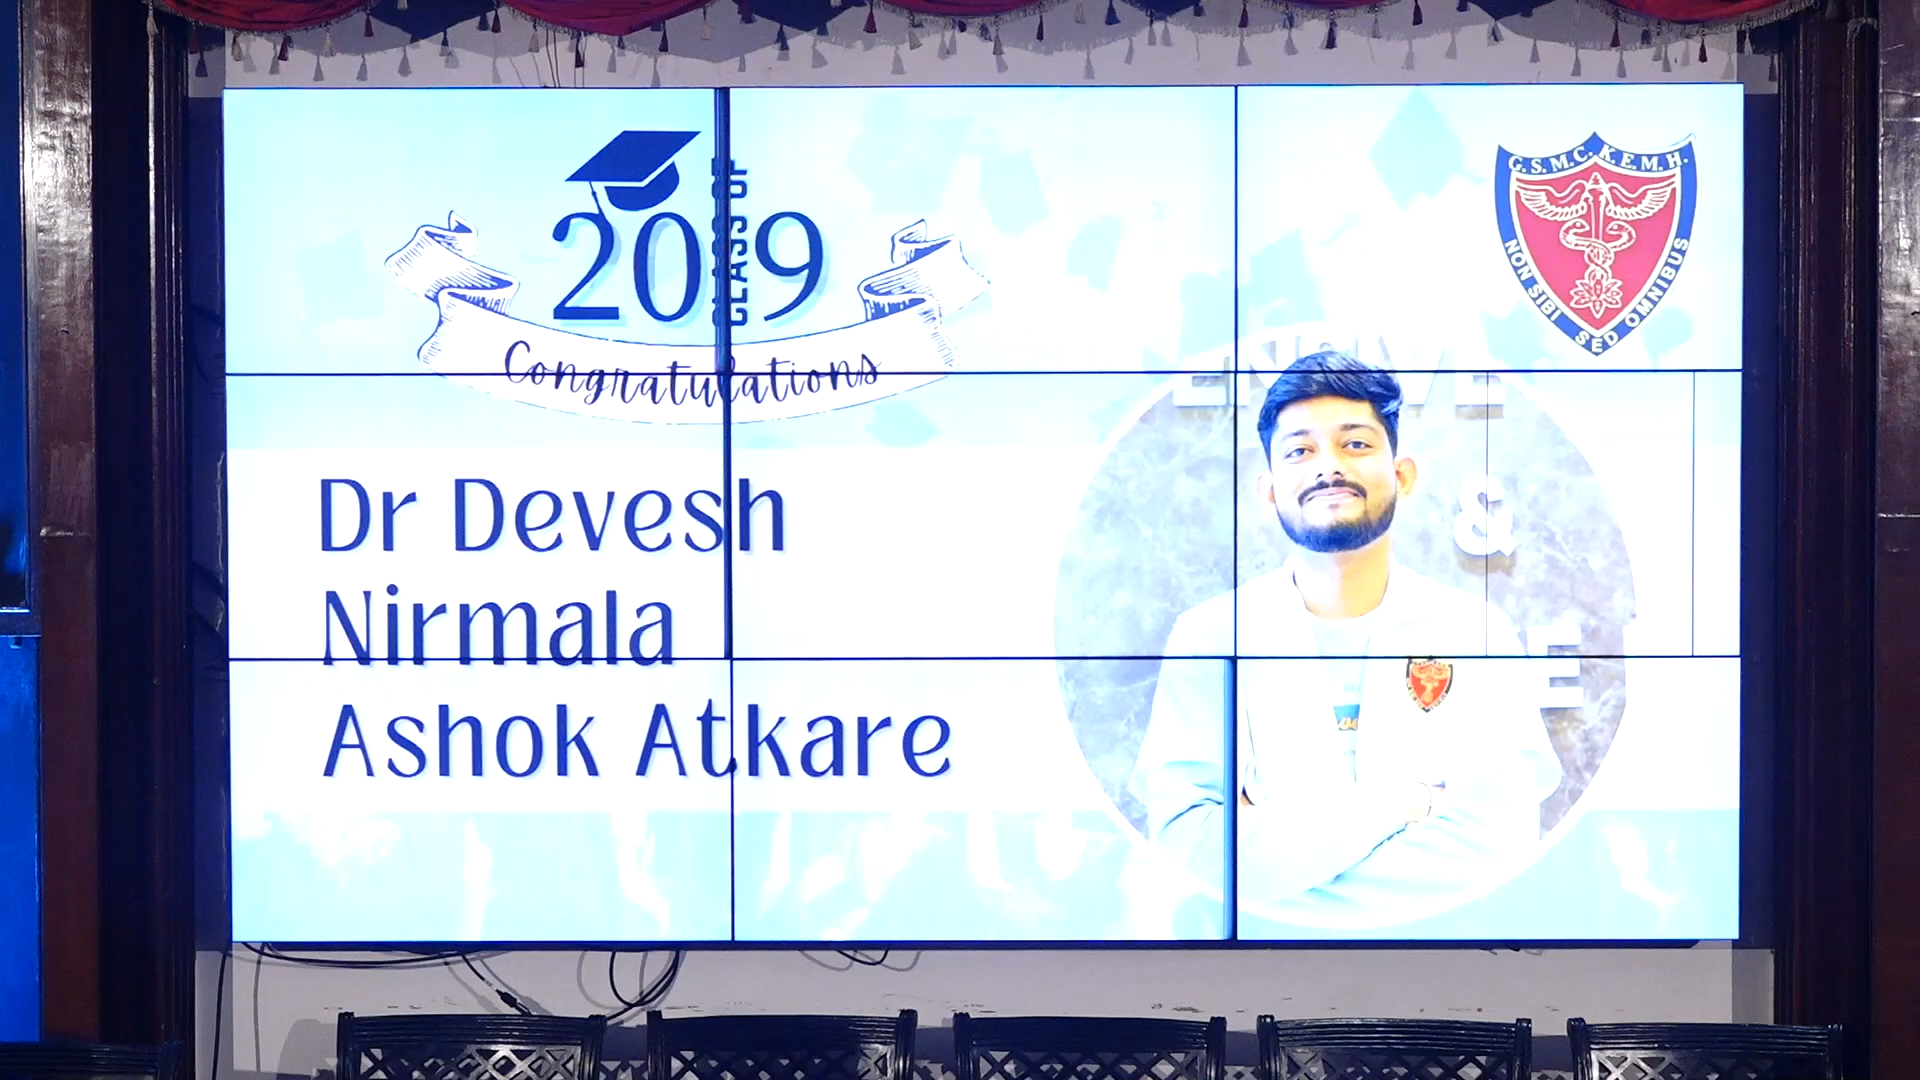 CLASS OF
2019
Congratulations
G.S.M.C. K.E.M.H.
NON SIBI SED OMNIBUS
Dr Devesh
Nirmala
Ashok Atkare
&
E